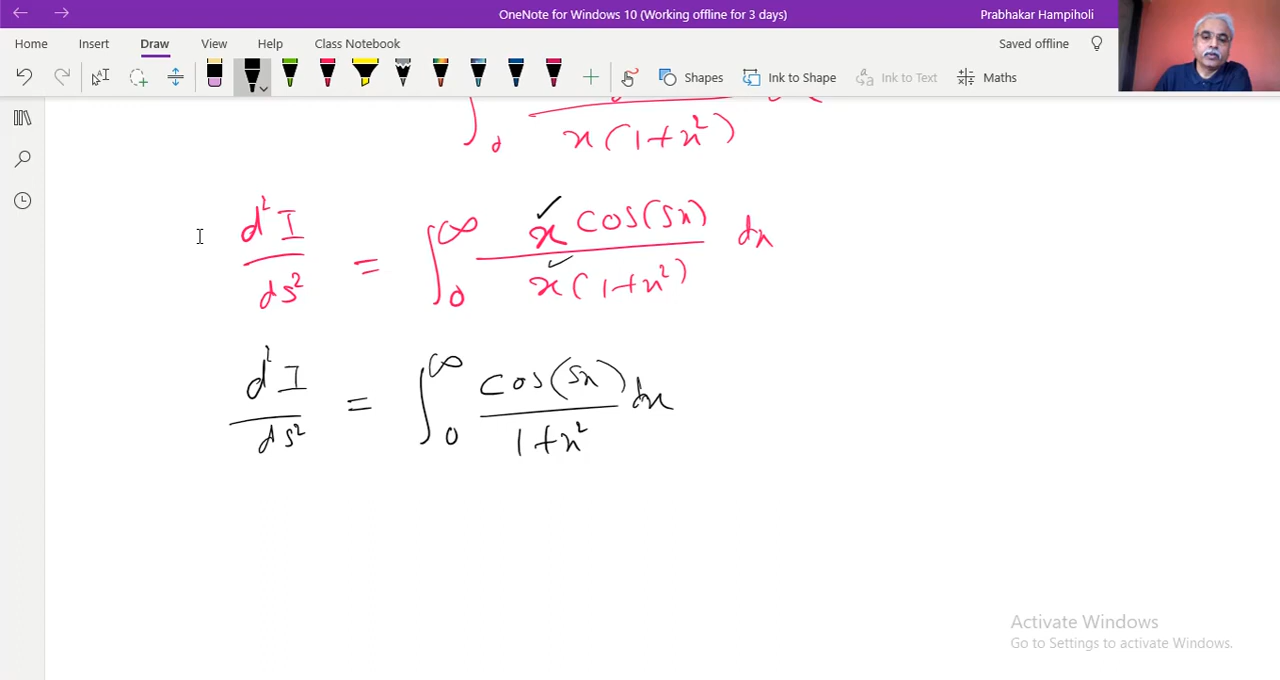 OneNote for Windows 10 (Working offline for 3 days) Prabhakar Hampiholi
Home Insert Draw View Help Class Notebook Saved offline
Shapes Ink to Shape Ink to Text Maths
∫₀ x(1+x²)
d²I/ds² = ∫₀^∞ x cos(sx) / x(1+x²) dx
d²I/ds² = ∫₀^∞ cos(sx) / 1+x² dx
Activate Windows
Go to Settings to activate Windows.